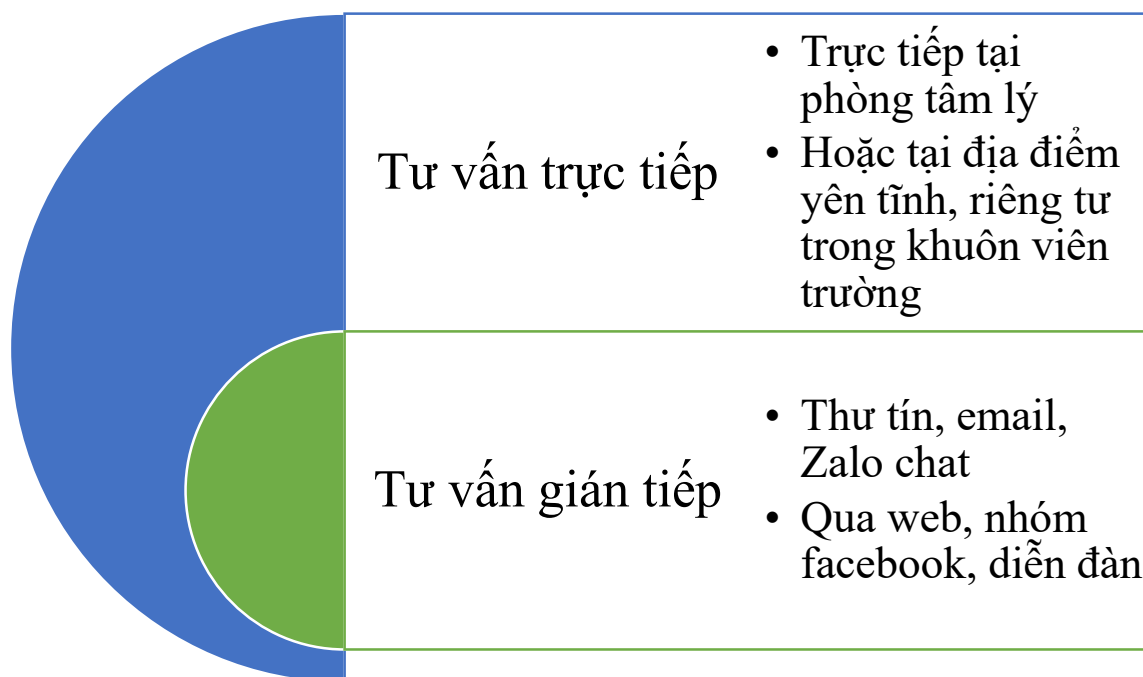 Tư vấn trực tiếp
• Trực tiếp tại
phòng tâm lý
• Hoặc tại địa điểm
yên tĩnh, riêng tư
trong khuôn viên
trường
Tư vấn gián tiếp
• Thư tín, email,
Zalo chat
• Qua web, nhóm
facebook, diễn đàn